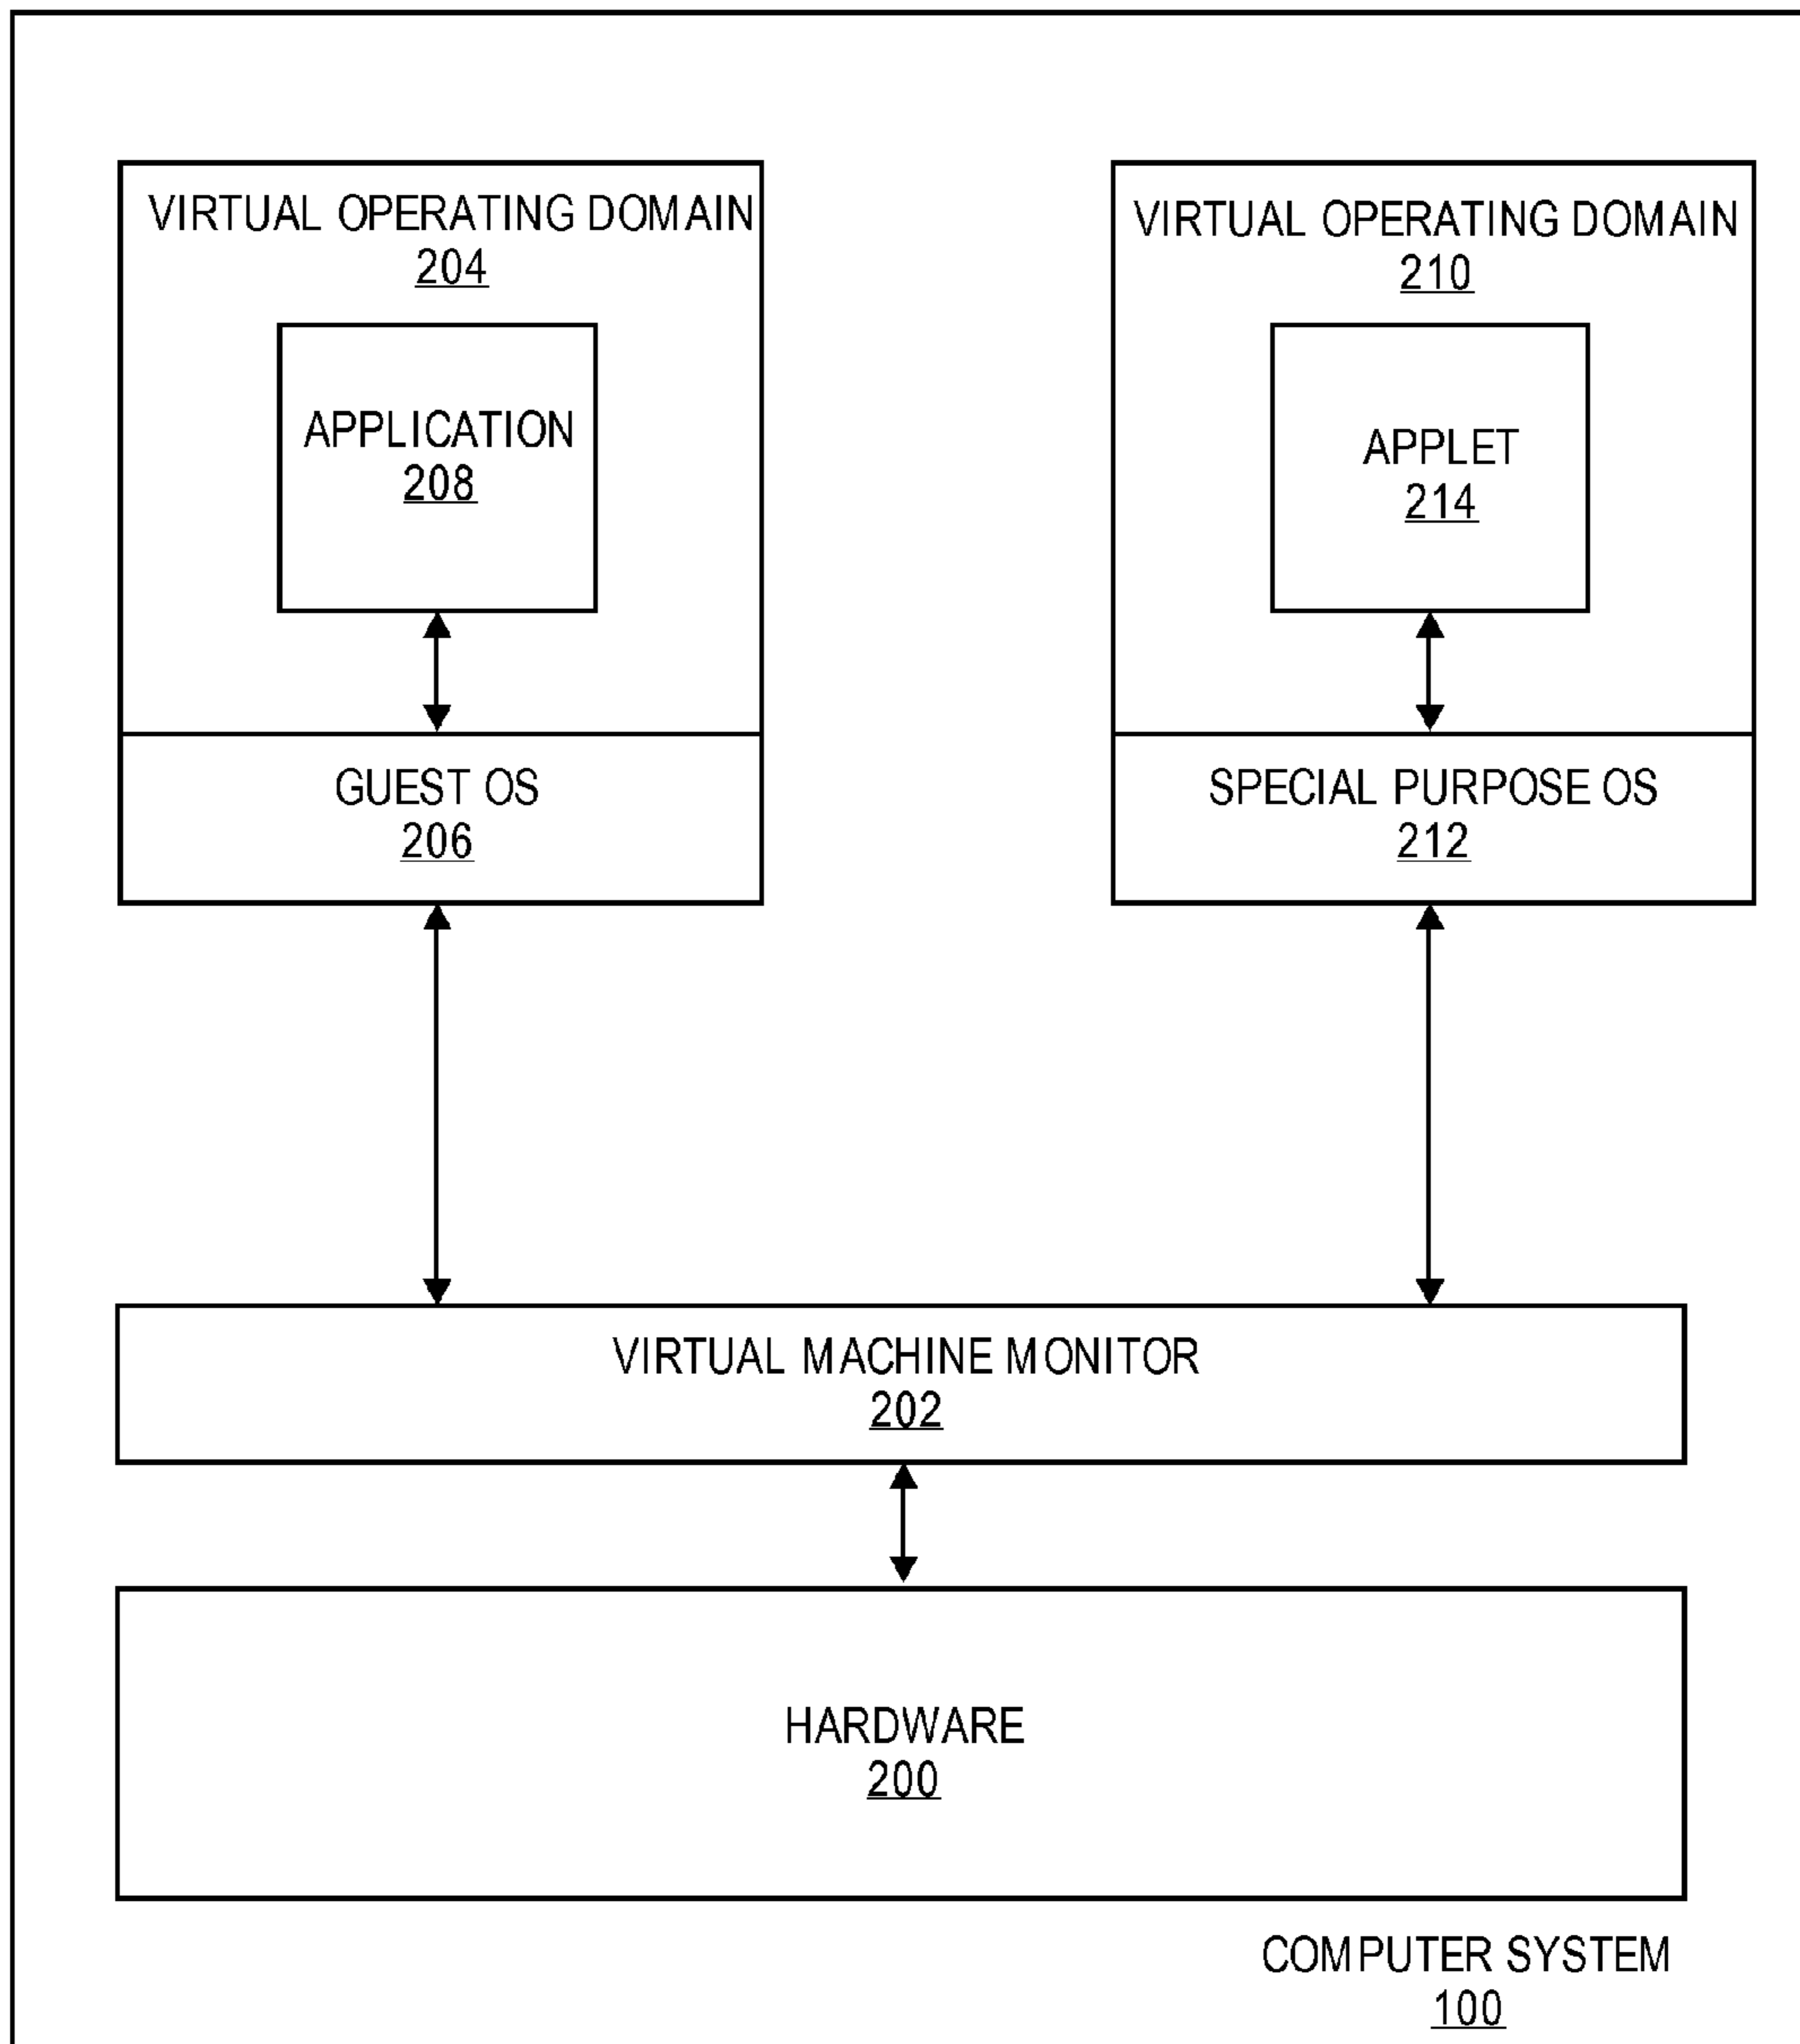 VIRTUAL OPERATING DOMAIN
204
APPLICATION
208
GUEST OS
206
VIRTUAL OPERATING DOMAIN
210
APPLET
214
SPECIAL PURPOSE OS
212
VIRTUAL MACHINE MONITOR
202
HARDWARE
200
COMPUTER SYSTEM
100